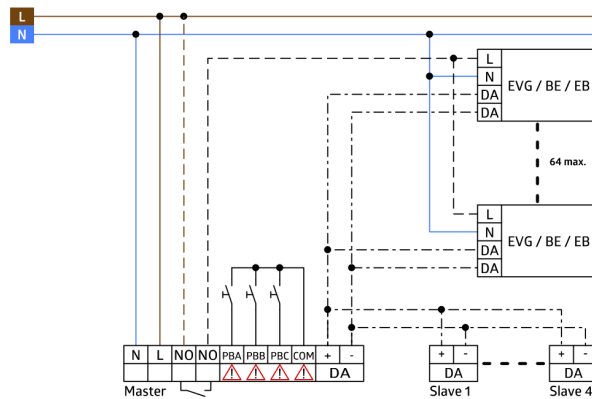 L
N
L
N
DA
DA
EVG / BE / EB
64 max.
L
N
DA
DA
EVG / BE / EB
N L NO NO PBA PBB PBC COM + -
DA
Master
+ -
DA
Slave 1
+ -
DA
Slave 4